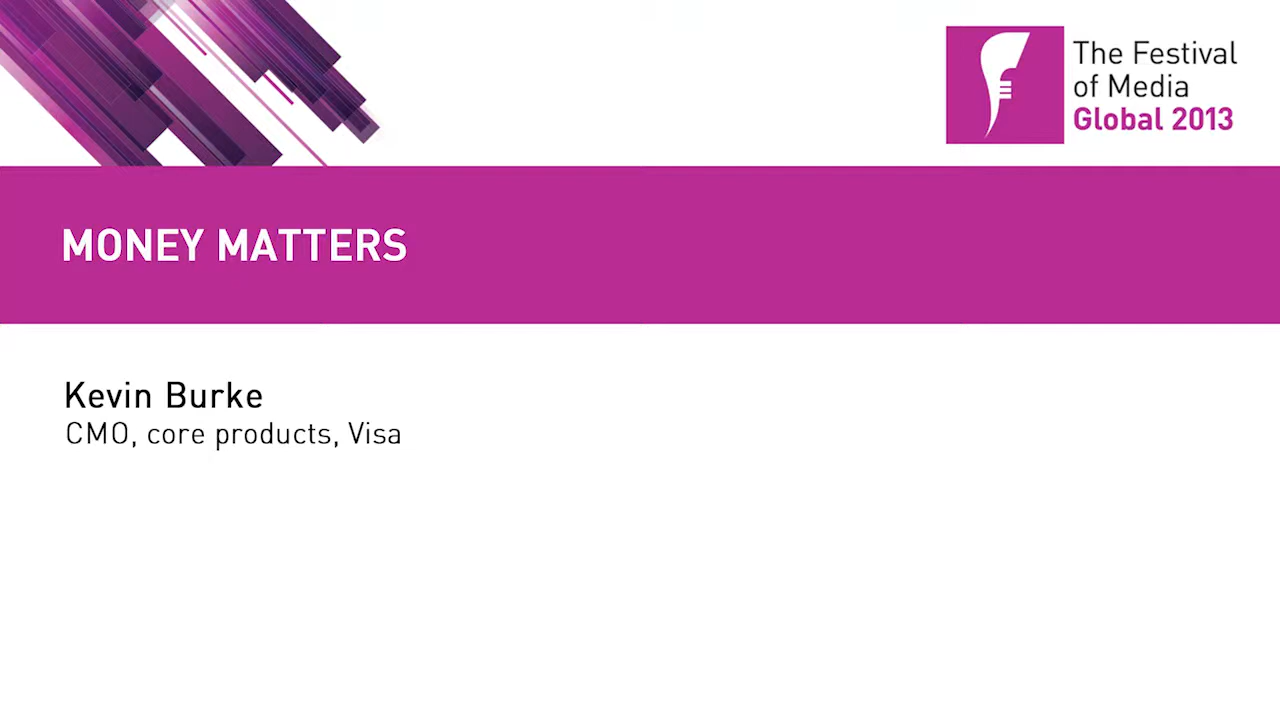 The Festival
of Media
Global 2013
MONEY MATTERS
Kevin Burke
CMO, core products, Visa